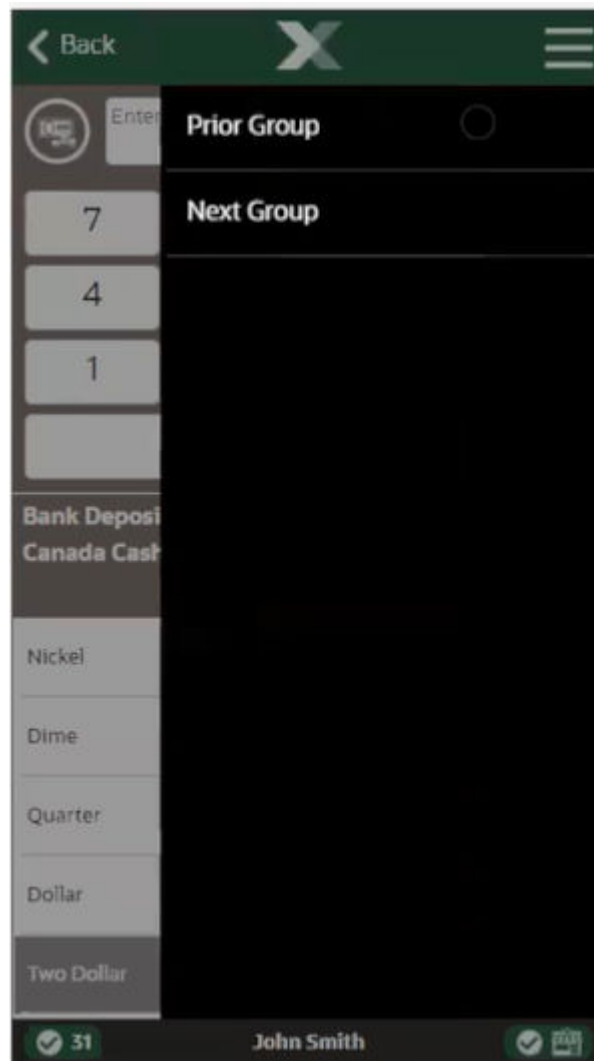 Back
Enter
Prior Group
7
Next Group
4
1
Bank Deposi
Canada Cash
Nickel
Dime
Quarter
Dollar
Two Dollar
31 John Smith